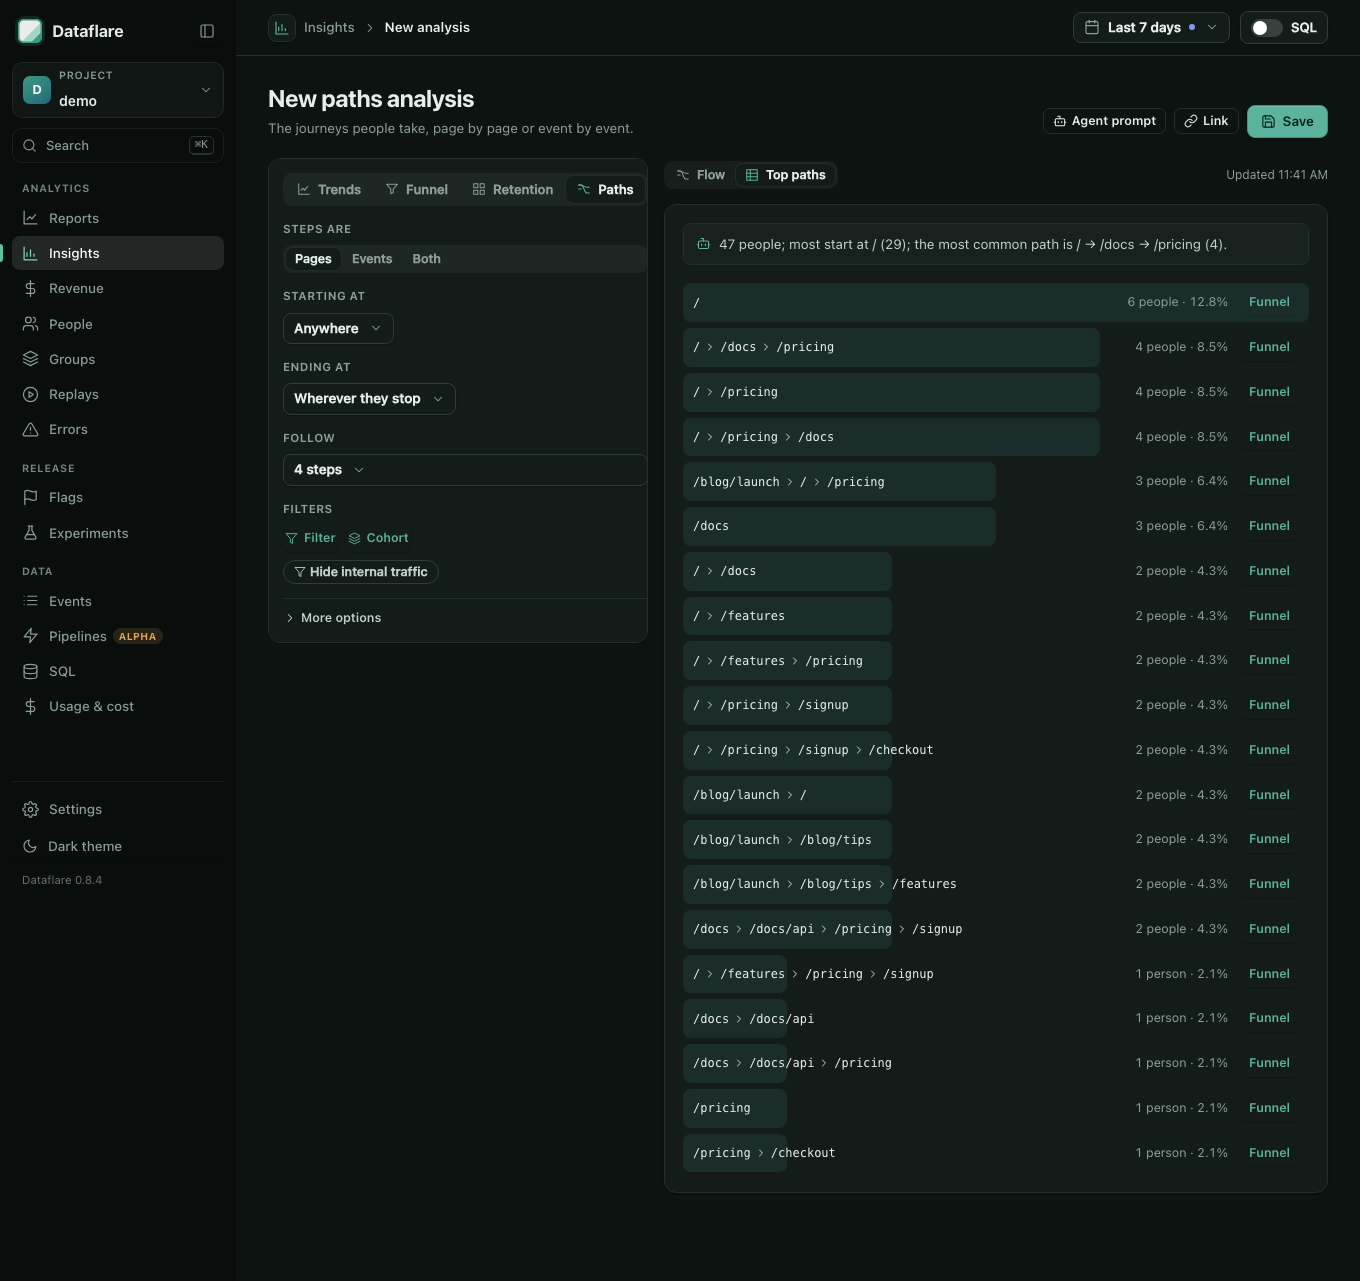 Dataflare
PROJECT
D
demo
Search
⌘K
ANALYTICS
Reports
Insights
Revenue
People
Groups
Replays
Errors
RELEASE
Flags
Experiments
DATA
Events
Pipelines ALPHA
SQL
Usage & cost
Settings
Dark theme
Dataflare 0.8.4
Insights > New analysis
Last 7 days
SQL
New paths analysis
The journeys people take, page by page or event by event.
Agent prompt
Link
Save
Trends Funnel Retention Paths
STEPS ARE
Pages Events Both
STARTING AT
Anywhere
ENDING AT
Wherever they stop
FOLLOW
4 steps
FILTERS
Filter Cohort
Hide internal traffic
More options
Flow Top paths
Updated 11:41 AM
47 people; most start at / (29); the most common path is / → /docs → /pricing (4).
/ 6 people · 12.8% Funnel
/ > /docs > /pricing 4 people · 8.5% Funnel
/ > /pricing 4 people · 8.5% Funnel
/ > /pricing > /docs 4 people · 8.5% Funnel
/blog/launch > / > /pricing 3 people · 6.4% Funnel
/docs 3 people · 6.4% Funnel
/ > /docs 2 people · 4.3% Funnel
/ > /features 2 people · 4.3% Funnel
/ > /features > /pricing 2 people · 4.3% Funnel
/ > /pricing > /signup 2 people · 4.3% Funnel
/ > /pricing > /signup > /checkout 2 people · 4.3% Funnel
/blog/launch > / 2 people · 4.3% Funnel
/blog/launch > /blog/tips 2 people · 4.3% Funnel
/blog/launch > /blog/tips > /features 2 people · 4.3% Funnel
/docs > /docs/api > /pricing > /signup 2 people · 4.3% Funnel
/ > /features > /pricing > /signup 1 person · 2.1% Funnel
/docs > /docs/api 1 person · 2.1% Funnel
/docs > /docs/api > /pricing 1 person · 2.1% Funnel
/pricing 1 person · 2.1% Funnel
/pricing > /checkout 1 person · 2.1% Funnel